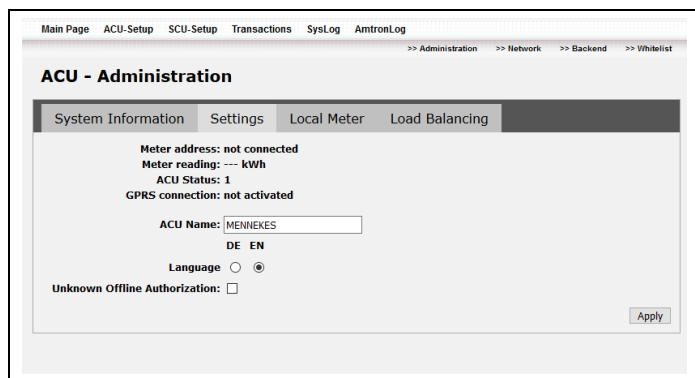 Main Page ACU-Setup SCU-Setup Transactions SysLog AmtronLog
>> Administration >> Network >> Backend >> Whitelist
ACU - Administration
System Information Settings Local Meter Load Balancing
Meter address: not connected
Meter reading: --- kWh
ACU Status: 1
GPRS connection: not activated
ACU Name: MENNEKES
DE EN
Language
Unknown Offline Authorization:
Apply